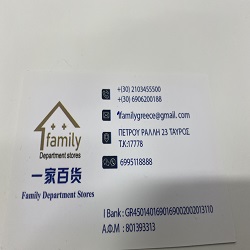 family
Department stores
一家百货
Family Department Stores
+(30) 2103455500
+(30) 6906200188
familygreece@gmail.com
ΠΕΤΡΟΥ ΡΑΛΛΗ 23 ΤΑΥΡΟΣ
Τ.Κ:17778
6995118888
I Bank : GR4501401690169002002013110
Α.Φ.Μ : 801393313